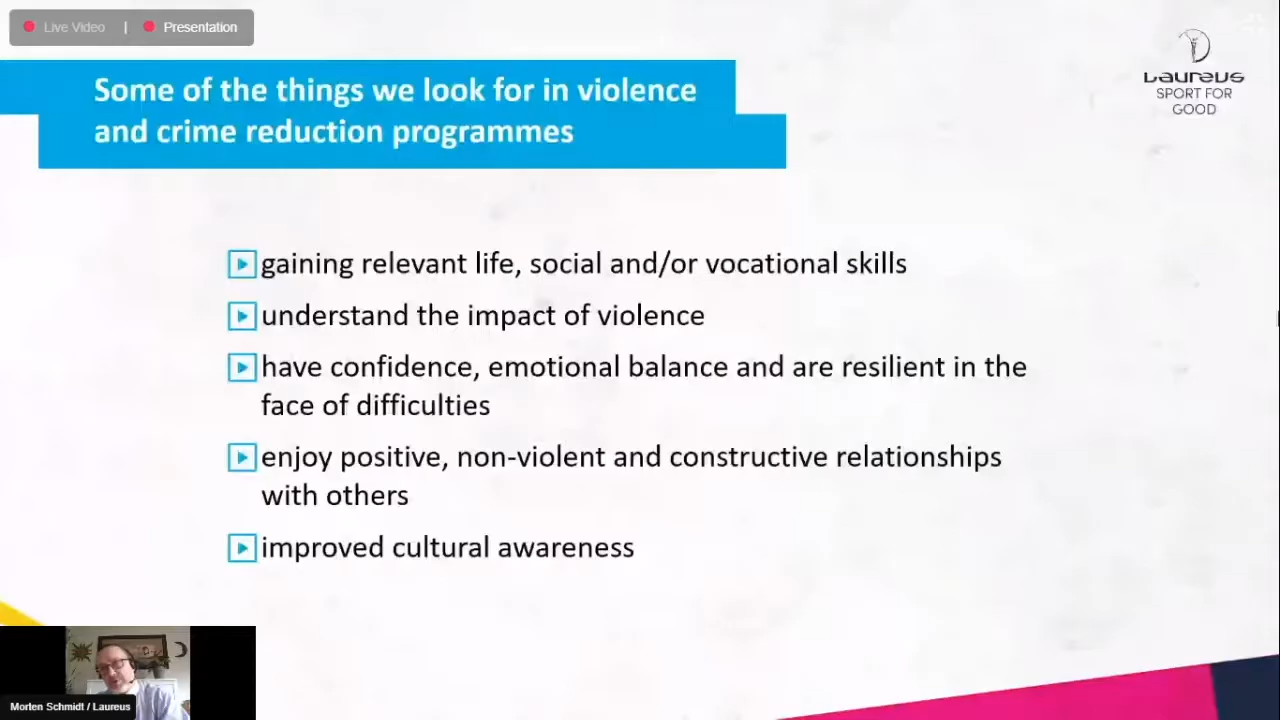 Live Video | Presentation
Laureus
SPORT FOR
GOOD
Some of the things we look for in violence
and crime reduction programmes
gaining relevant life, social and/or vocational skills
understand the impact of violence
have confidence, emotional balance and are resilient in the
face of difficulties
enjoy positive, non-violent and constructive relationships
with others
improved cultural awareness
Morten Schmidt / Laureus